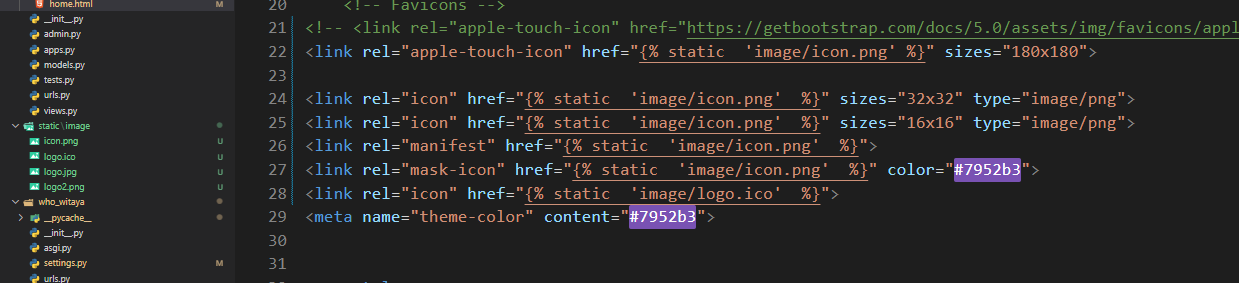 home.html
__init__.py
admin.py
apps.py
models.py
tests.py
urls.py
views.py
static \ image
icon.png U
logo.ico U
logo.jpg U
logo2.png U
who_witaya
__pycache__
__init__.py
asgi.py
settings.py M
urls.py
20 <!-- Favicons -->
21 <!-- <link rel="apple-touch-icon" href="https://getbootstrap.com/docs/5.0/assets/img/favicons/appl
22 <link rel="apple-touch-icon" href="{% static  'image/icon.png' %}" sizes="180x180">
23
24 <link rel="icon" href="{% static  'image/icon.png'  %}" sizes="32x32" type="image/png">
25 <link rel="icon" href="{% static  'image/icon.png'  %}" sizes="16x16" type="image/png">
26 <link rel="manifest" href="{% static  'image/icon.png'  %}">
27 <link rel="mask-icon" href="{% static  'image/icon.png'  %}" color="#7952b3">
28 <link rel="icon" href="{% static  'image/logo.ico'  %}">
29 <meta name="theme-color" content="#7952b3">
30
31